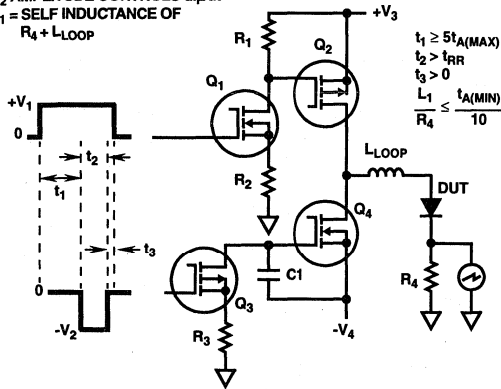 1 = SELF INDUCTANCE OF
R4 + LLOOP
+V3
R1
Q2
t1 ≥ 5tA(MAX)
t2 > tRR
t3 > 0
L1/R4 ≤ tA(MIN)/10
Q1
+V1
0
t2
t1
t3
R2
LLOOP
DUT
Q4
C1
R4
0
-V2
Q3
R3
-V4